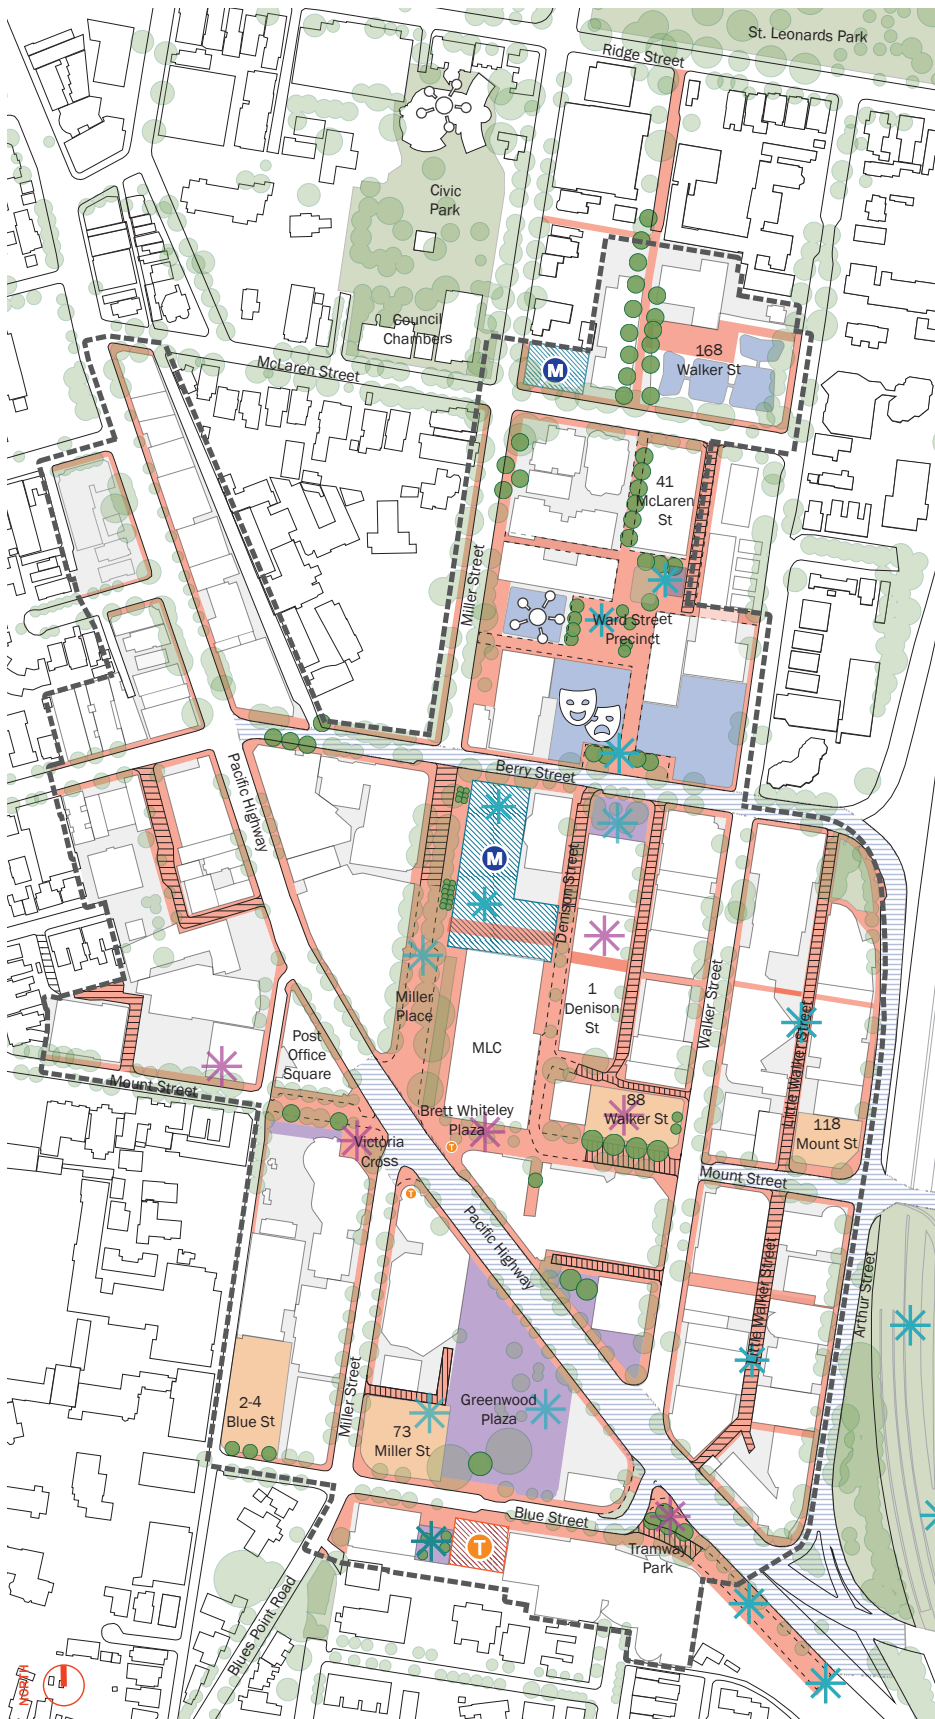 St. Leonards Park
Ridge Street
Civic
Park
Council
Chambers
McLaren Street
M
168
Walker St
41
McLaren
St
Miller Street
Ward Street
Precinct
Berry Street
Pacific Highway
M
Denison Street
Walker Street
Miller
Place
1
Denison
St
Little Walker Street
Post
Office
Square
MLC
Mount Street
Brett Whiteley
Plaza
88
Walker St
118
Mount St
Victoria
Cross
T
T
Mount Street
Pacific Highway
Little Walker Street
Arthur Street
Miller Street
2-4
Blue St
73
Miller St
Greenwood
Plaza
Blue Street
T
Tramway
Park
Blues Point Road
NORTH